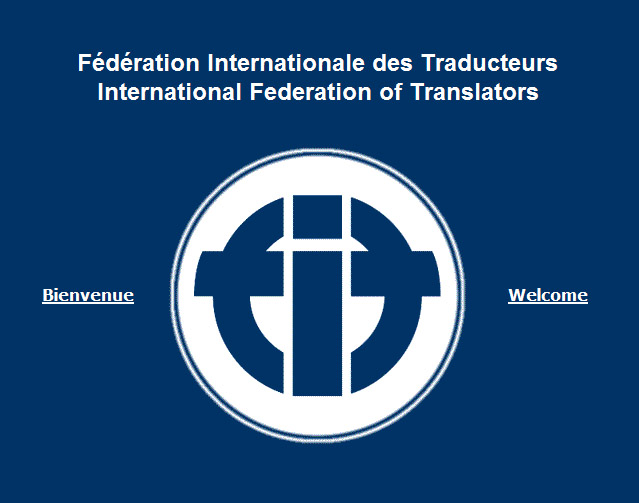 Fédération Internationale des Traducteurs
International Federation of Translators
Bienvenue
Welcome